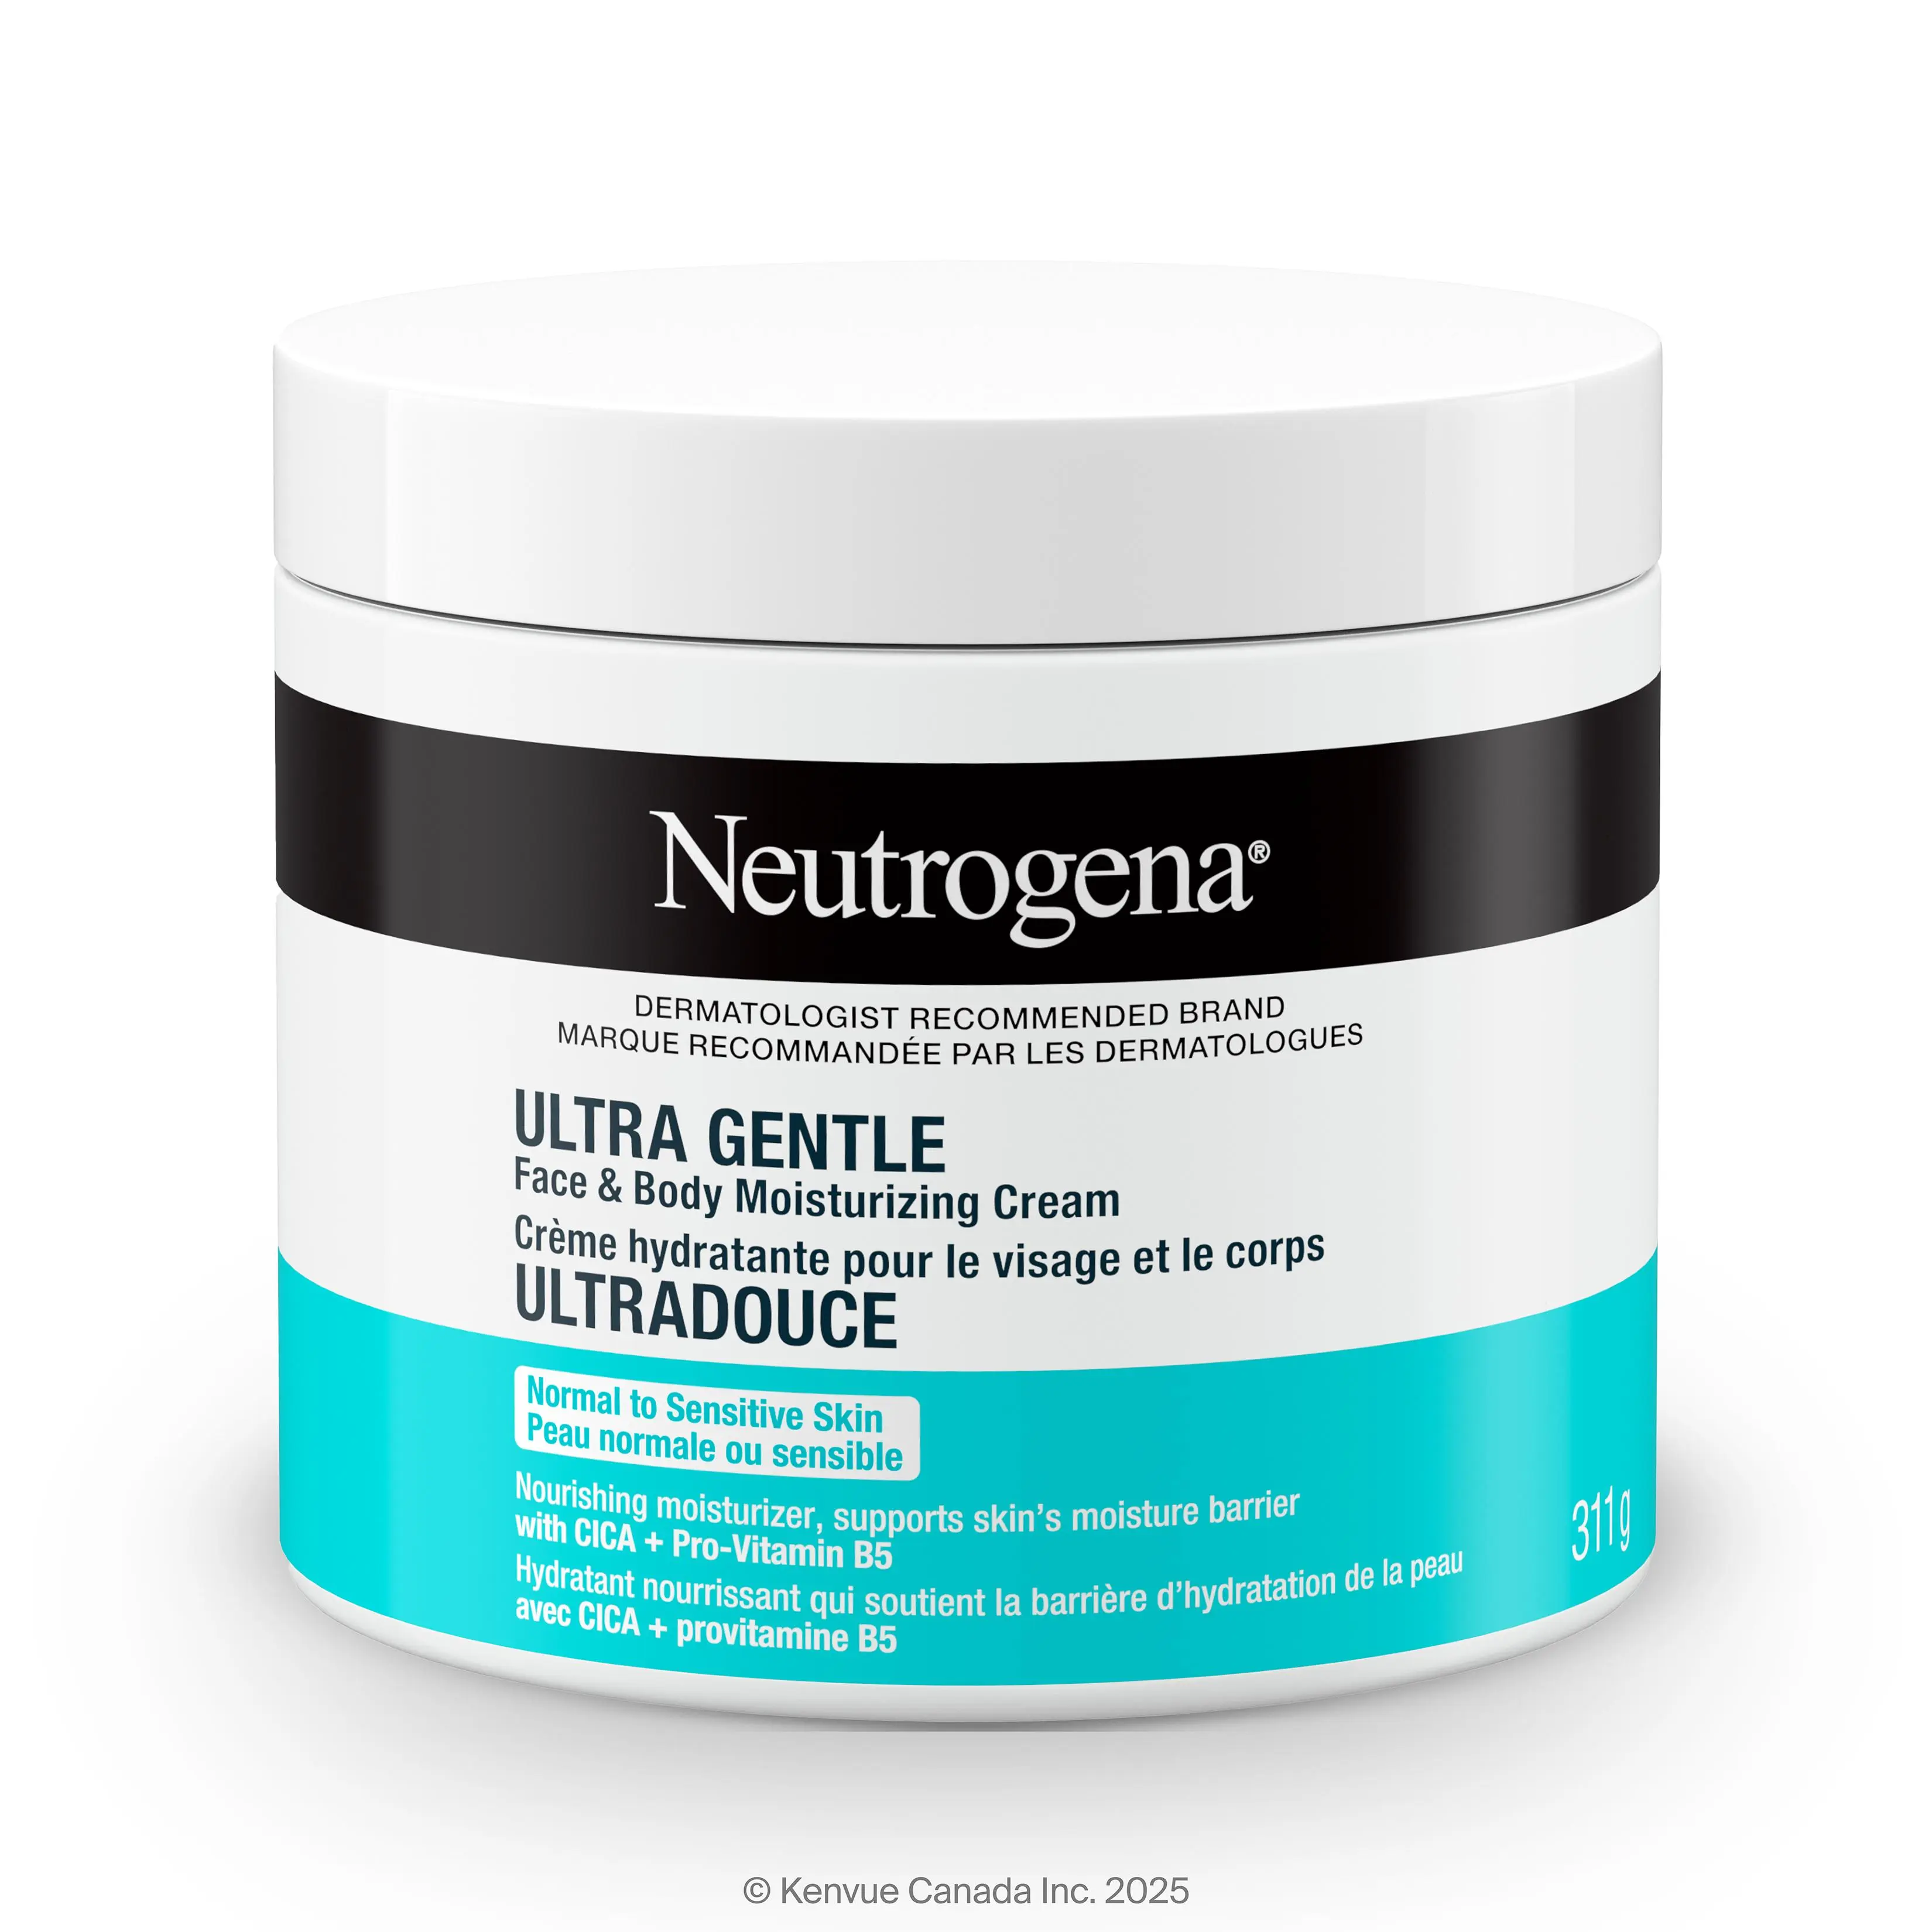 Neutrogena®
DERMATOLOGIST RECOMMENDED BRAND
MARQUE RECOMMANDÉE PAR LES DERMATOLOGUES
ULTRA GENTLE
Face & Body Moisturizing Cream
Crème hydratante pour le visage et le corps
ULTRADOUCE
Normal to Sensitive Skin
Peau normale ou sensible
Nourishing moisturizer, supports skin’s moisture barrier
with CICA + Pro-Vitamin B5
Hydratant nourrissant qui soutient la barrière d’hydratation de la peau
avec CICA + provitamine B5
311g
© Kenvue Canada Inc. 2025